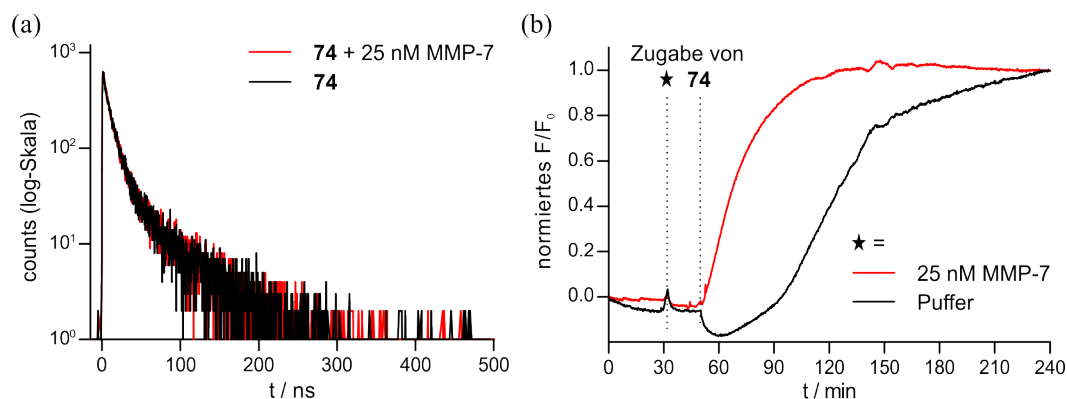 (a)
10³
10²
10¹
10⁰
counts (log-Skala)
74 + 25 nM MMP-7
74
0
100
200
300
400
500
t / ns
(b)
Zugabe von
★ 74
1.0
0.8
0.6
0.4
0.2
0.0
normiertes F/F₀
★ =
25 nM MMP-7
Puffer
0
30
60
90
120
150
180
210
240
t / min